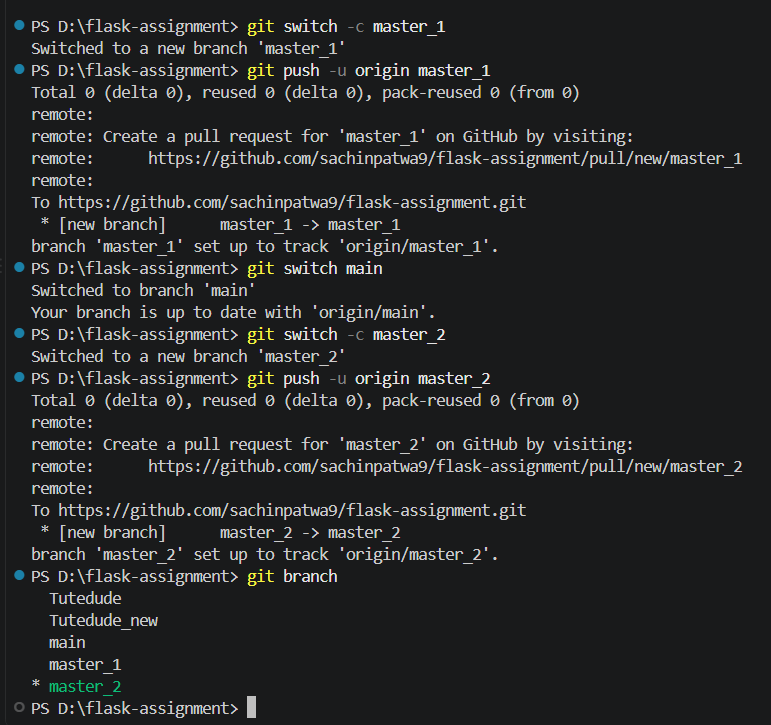 PS D:\flask-assignment> git switch -c master_1
Switched to a new branch 'master_1'
PS D:\flask-assignment> git push -u origin master_1
Total 0 (delta 0), reused 0 (delta 0), pack-reused 0 (from 0)
remote:
remote: Create a pull request for 'master_1' on GitHub by visiting:
remote:      https://github.com/sachinpatwa9/flask-assignment/pull/new/master_1
remote:
To https://github.com/sachinpatwa9/flask-assignment.git
 * [new branch]      master_1 -> master_1
branch 'master_1' set up to track 'origin/master_1'.
PS D:\flask-assignment> git switch main
Switched to branch 'main'
Your branch is up to date with 'origin/main'.
PS D:\flask-assignment> git switch -c master_2
Switched to a new branch 'master_2'
PS D:\flask-assignment> git push -u origin master_2
Total 0 (delta 0), reused 0 (delta 0), pack-reused 0 (from 0)
remote:
remote: Create a pull request for 'master_2' on GitHub by visiting:
remote:      https://github.com/sachinpatwa9/flask-assignment/pull/new/master_2
remote:
To https://github.com/sachinpatwa9/flask-assignment.git
 * [new branch]      master_2 -> master_2
branch 'master_2' set up to track 'origin/master_2'.
PS D:\flask-assignment> git branch
  Tutedude
  Tutedude_new
  main
  master_1
* master_2
PS D:\flask-assignment>